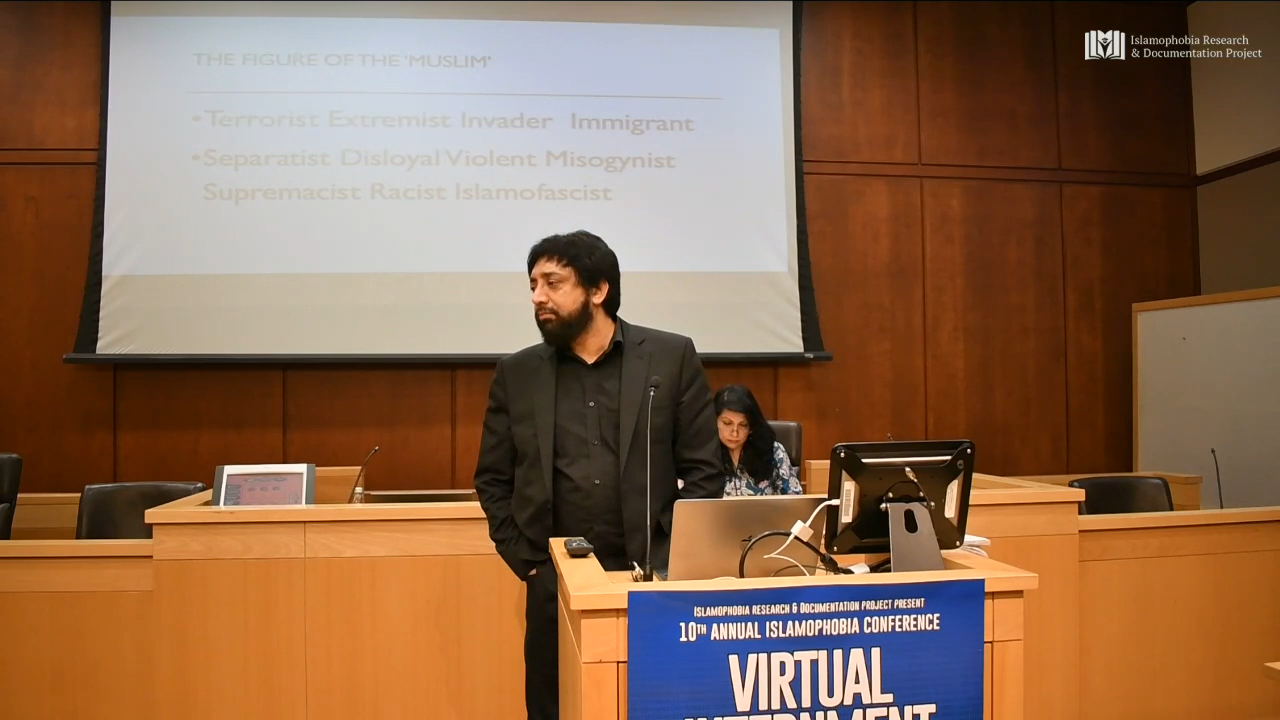 Islamophobia Research
& Documentation Project
THE FIGURE OF THE 'MUSLIM'
•Terrorist Extremist Invader Immigrant
•Separatist Disloyal Violent Misogynist
Supremacist Racist Islamofascist
ISLAMOPHOBIA RESEARCH & DOCUMENTATION PROJECT PRESENT
10TH ANNUAL ISLAMOPHOBIA CONFERENCE
VIRTUAL
INTERNMENT